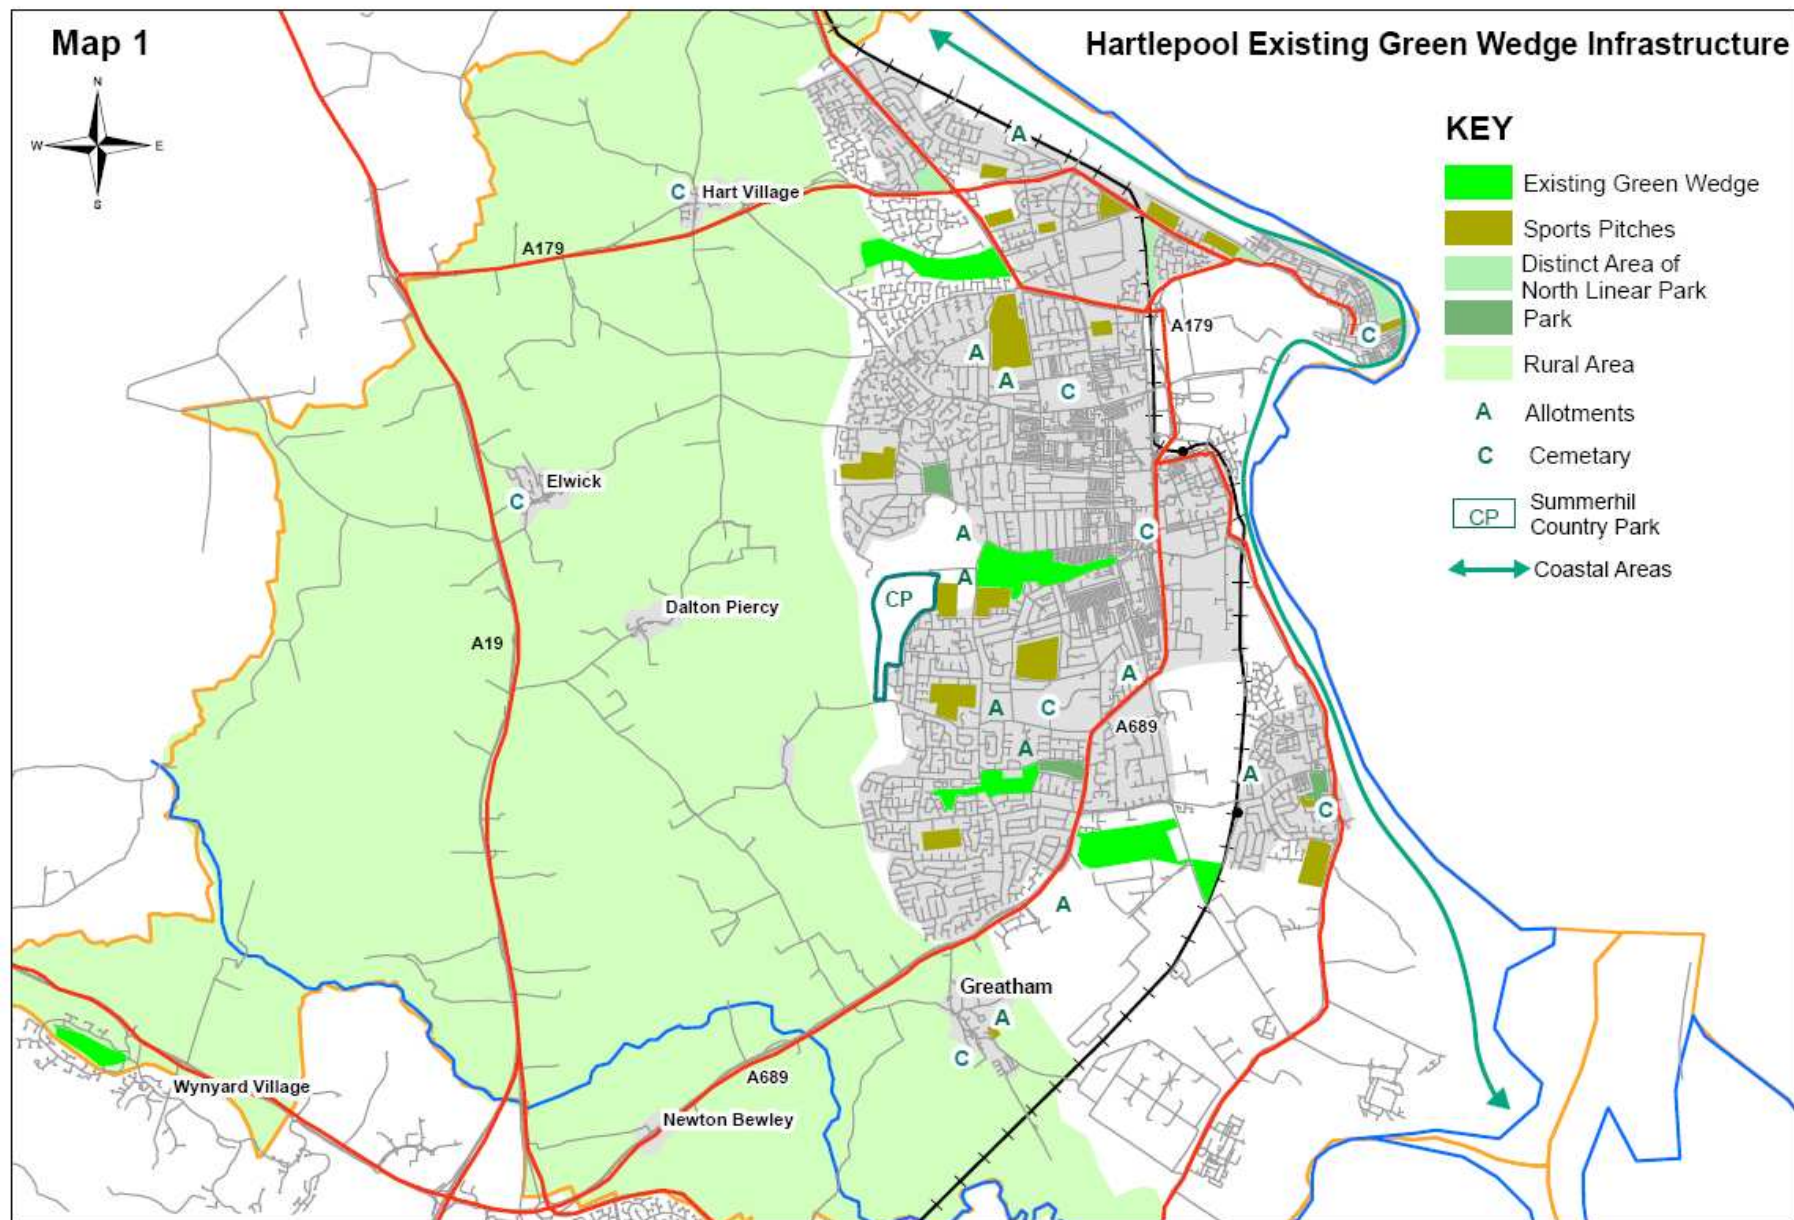 Map 1
Hartlepool Existing Green Wedge Infrastructure
N
W
E
S
KEY
Existing Green Wedge
Sports Pitches
Distinct Area of
North Linear Park
Park
Rural Area
A Allotments
C Cemetary
CP
Summerhil
Country Park
Coastal Areas
A
C Hart Village
A179
A179
C
A
A
C
C
Elwick
A
C
A
CP
Dalton Piercy
A19
A
A
C
A689
A
A
C
A
Greatham
A
C
Wynyard Village
A689
Newton Bewley